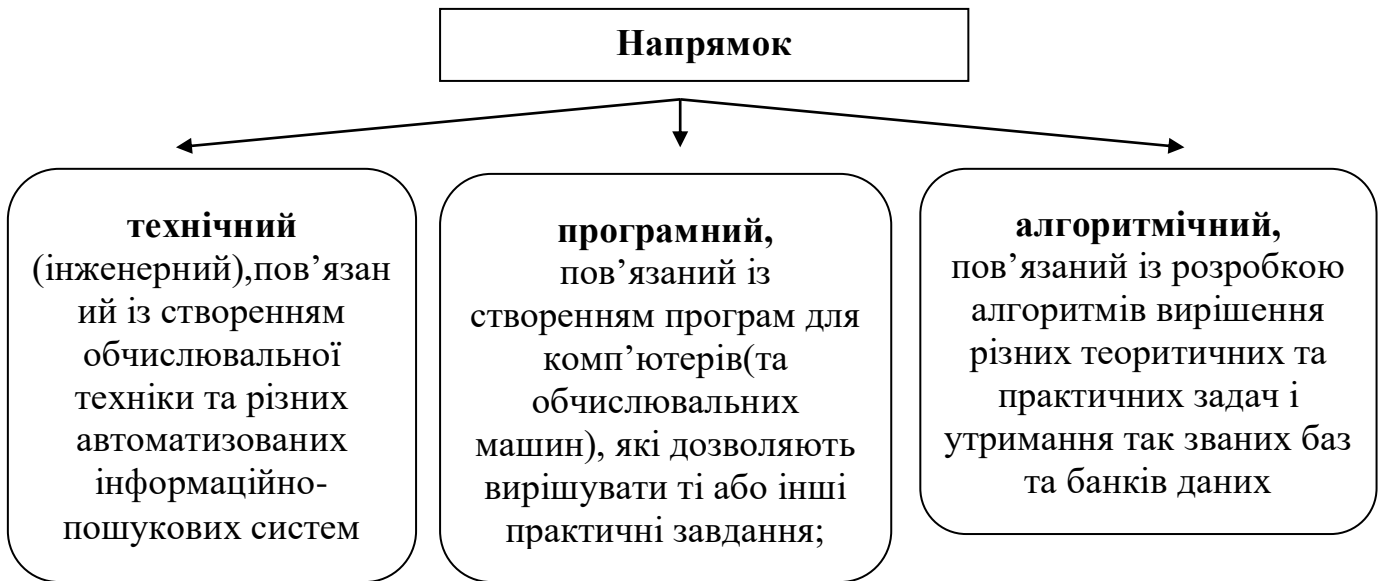 Напрямок
технічний
(інженерний),пов’язан
ий із створенням
обчислювальної
техніки та різних
автоматизованих
інформаційно-
пошукових систем
програмний,
пов’язаний із
створенням програм для
комп’ютерів(та
обчислювальних
машин), які дозволяють
вирішувати ті або інші
практичні завдання;
алгоритмічний,
пов’язаний із розробкою
алгоритмів вирішення
різних теоритичних та
практичних задач і
утримання так званих баз
та банків даних